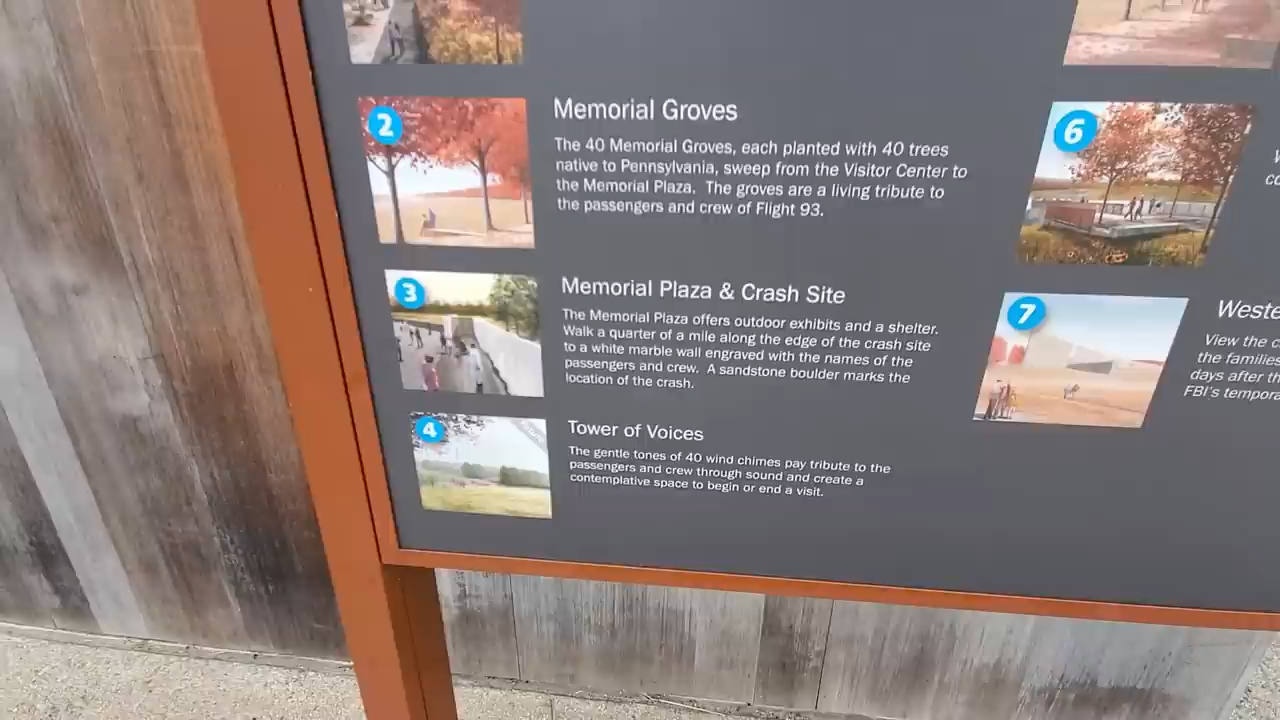 2
Memorial Groves
The 40 Memorial Groves, each planted with 40 trees
native to Pennsylvania, sweep from the Visitor Center to
the Memorial Plaza. The groves are a living tribute to
the passengers and crew of Flight 93.
3
Memorial Plaza & Crash Site
The Memorial Plaza offers outdoor exhibits and a shelter.
Walk a quarter of a mile along the edge of the crash site
to a white marble wall engraved with the names of the
passengers and crew. A sandstone boulder marks the
location of the crash.
4
Tower of Voices
The gentle tones of 40 wind chimes pay tribute to the
passengers and crew through sound and create a
contemplative space to begin or end a visit.
6
7
Weste
View the c
the families
days after th
FBI's tempora